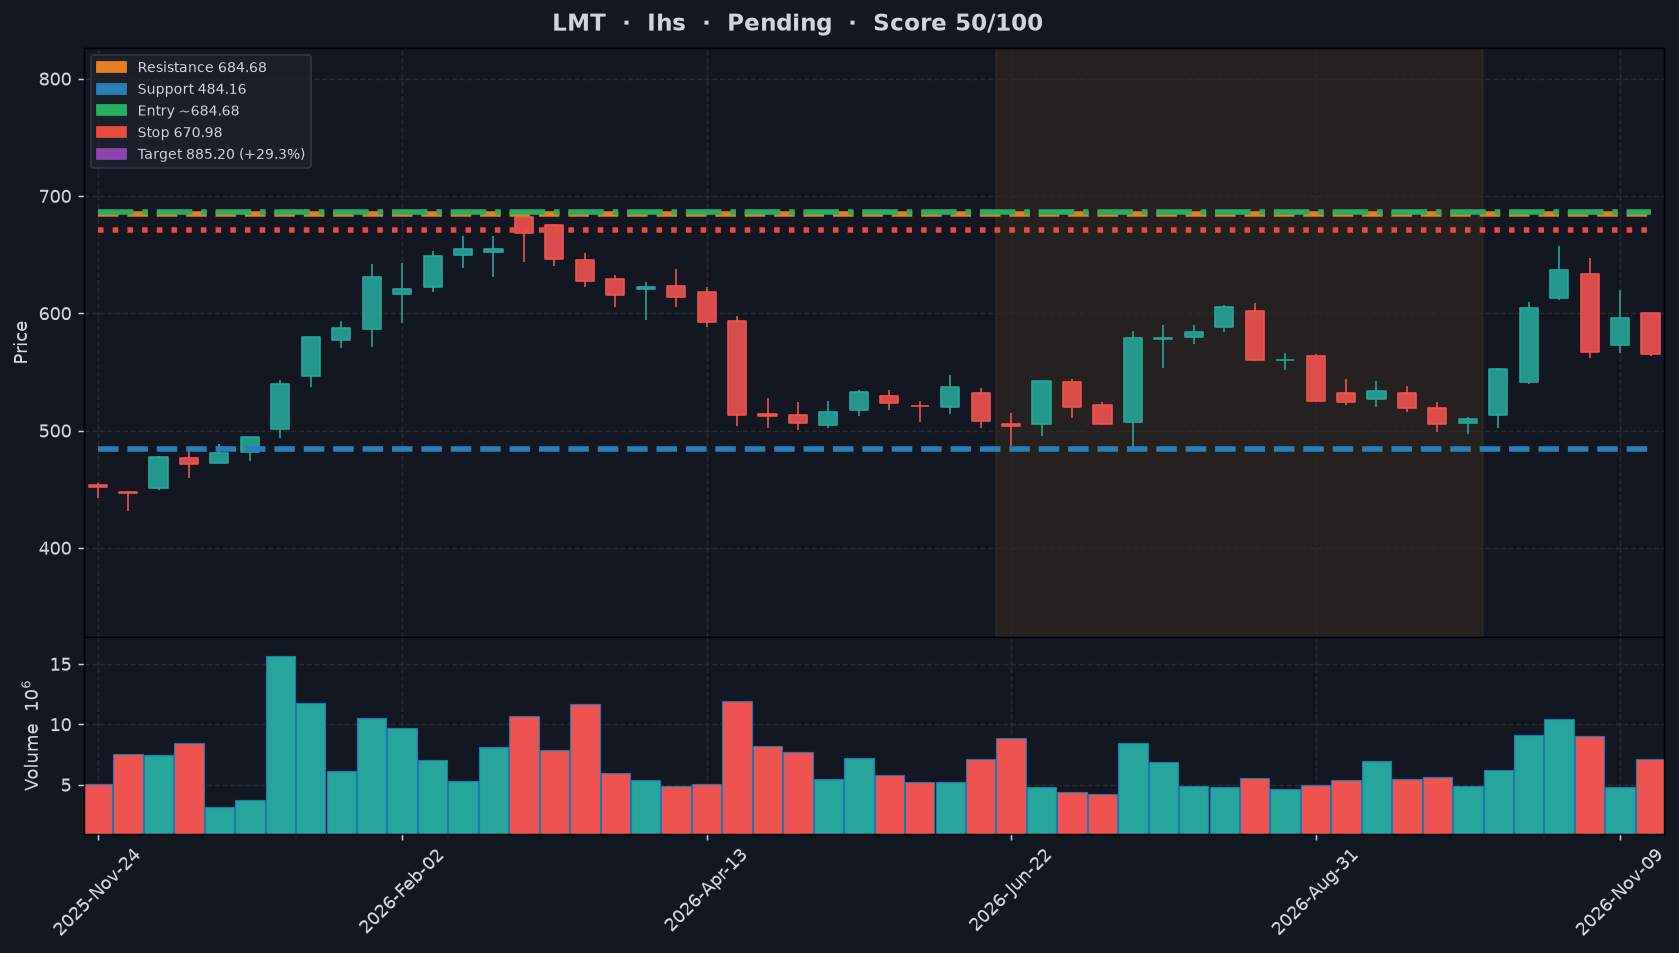 LMT · Ihs · Pending · Score 50/100
Resistance 684.68
Support 484.16
Entry ~684.68
Stop 670.98
Target 885.20 (+29.3%)
800
700
600
500
400
Price
15
10
5
Volume 10⁶
2025-Nov-24
2026-Feb-02
2026-Apr-13
2026-Jun-22
2026-Aug-31
2026-Nov-09